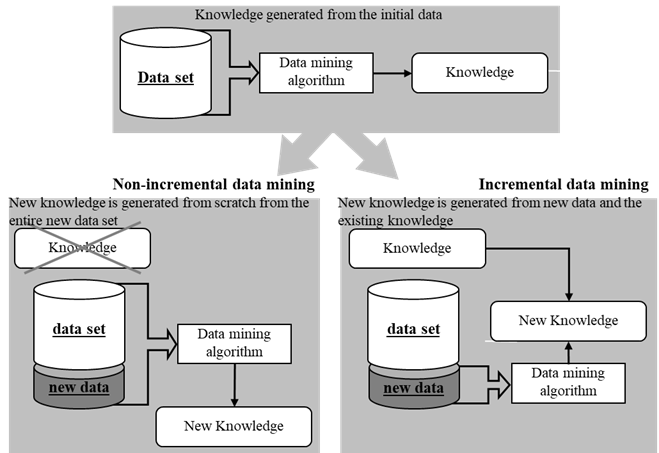 Knowledge generated from the initial data
Data set
Data mining
algorithm
Knowledge
Non-incremental data mining
New knowledge is generated from scratch from the
entire new data set
Knowledge
data set
new data
Data mining
algorithm
New Knowledge
Incremental data mining
New knowledge is generated from new data and the
existing knowledge
Knowledge
data set
new data
New Knowledge
Data mining
algorithm